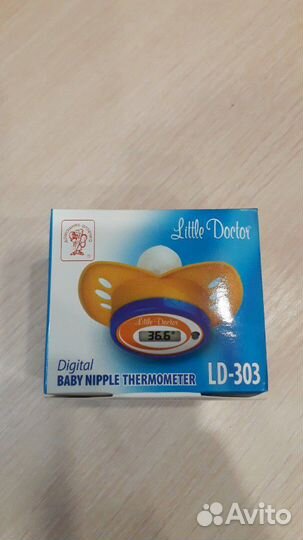 Little Doctor
Little Doctor
36.6°
Digital
BABY NIPPLE THERMOMETER
LD-303
Avito